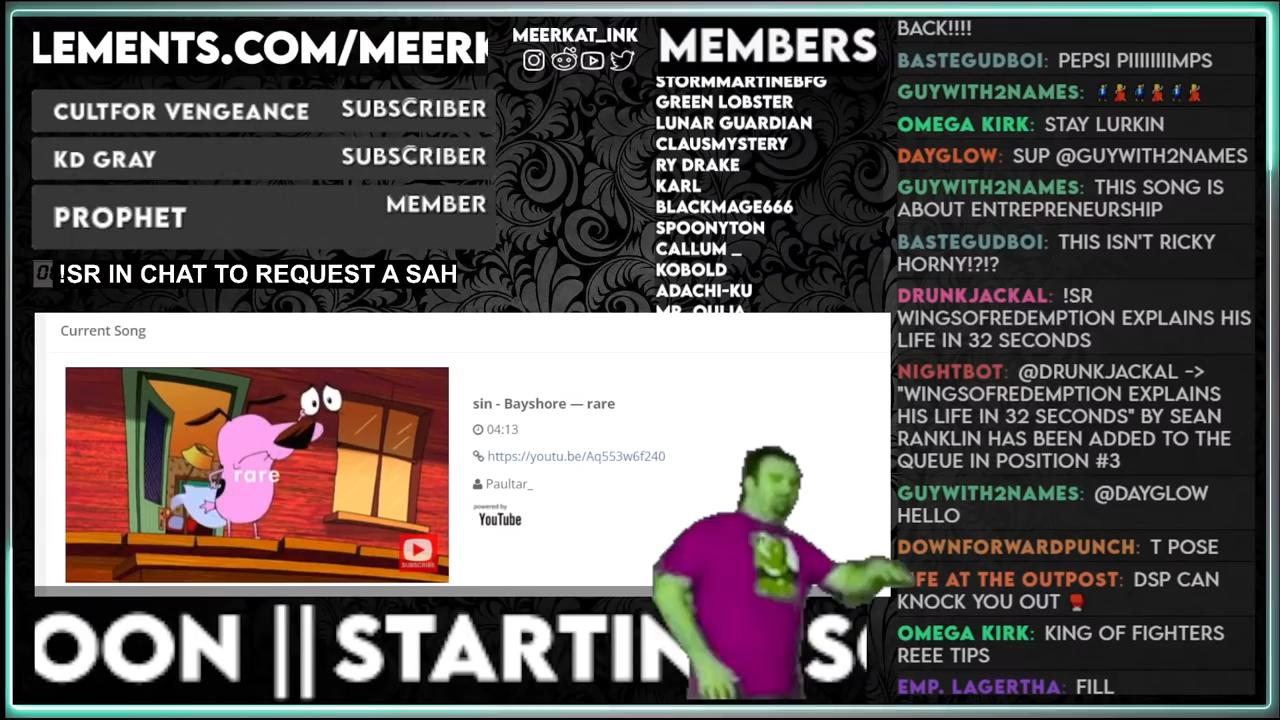 LEMENTS.COM/MEERK
CULTFOR VENGEANCE SUBSCRIBER
KD GRAY SUBSCRIBER
PROPHET MEMBER
!SR IN CHAT TO REQUEST A SAH
MEERKAT_INK
MEMBERS
STORMMARTINEBFG
GREEN LOBSTER
LUNAR GUARDIAN
CLAUSMYSTERY
RY DRAKE
KARL
BLACKMAGE666
SPOONYTON
CALLUM _
KOBOLD
ADACHI-KU
MR. OUIJA
Current Song
rare
SUBSCRIBE
sin - Bayshore — rare
04:13
https://youtu.be/Aq553w6f240
Paultar_
powered by
YouTube
OON || STARTIN SO
BACK!!!!
BASTEGUDBOI: PEPSI PIIIIIIIIMPS
GUYWITH2NAMES:
OMEGA KIRK: STAY LURKIN
DAYGLOW: SUP @GUYWITH2NAMES
GUYWITH2NAMES: THIS SONG IS
ABOUT ENTREPRENEURSHIP
BASTEGUDBOI: THIS ISN'T RICKY
HORNY!?!?
DRUNKJACKAL: !SR
WINGSOFREDEMPTION EXPLAINS HIS
LIFE IN 32 SECONDS
NIGHTBOT: @DRUNKJACKAL ->
"WINGSOFREDEMPTION EXPLAINS
HIS LIFE IN 32 SECONDS" BY SEAN
RANKLIN HAS BEEN ADDED TO THE
QUEUE IN POSITION #3
GUYWITH2NAMES: @DAYGLOW
HELLO
DOWNFORWARDPUNCH: T POSE
IFE AT THE OUTPOST: DSP CAN
KNOCK YOU OUT
OMEGA KIRK: KING OF FIGHTERS
REEE TIPS
EMP. LAGERTHA: FILL